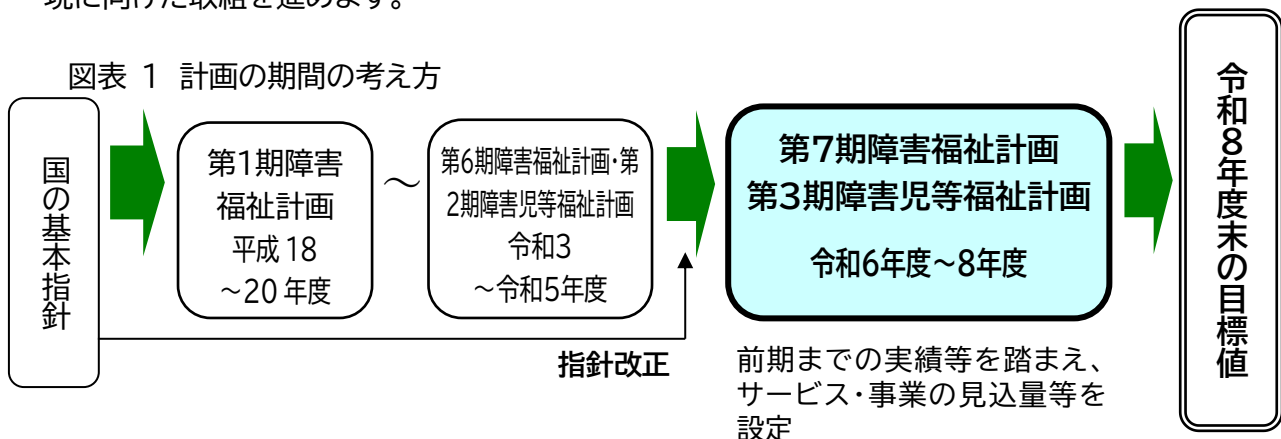 現に向けた取組を進めます。
図表 1 計画の期間の考え方
国の基本指針
第1期障害
福祉計画
平成 18
～20 年度
～
第6期障害福祉計画・第
2期障害児等福祉計画
令和3
～令和5年度
指針改正
第7期障害福祉計画
第3期障害児等福祉計画
令和6年度～8年度
前期までの実績等を踏まえ、
サービス・事業の見込量等を
設定
令和8年度末の目標値